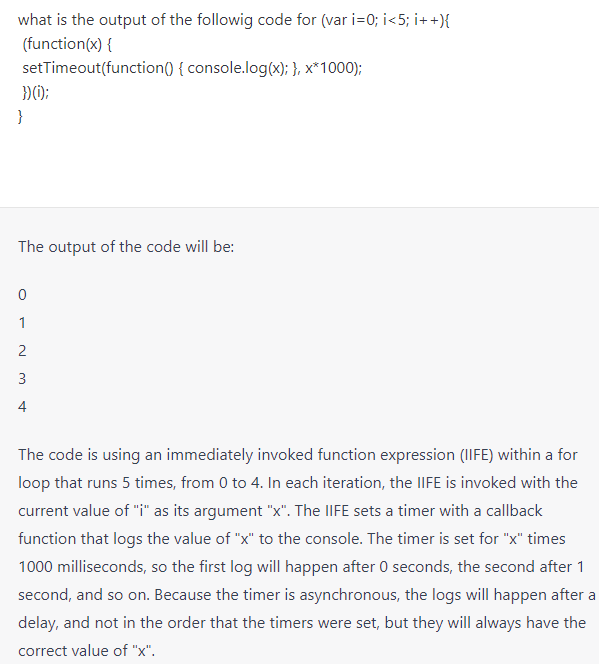 what is the output of the followig code for (var i=0; i<5; i++){
(function(x) {
setTimeout(function() { console.log(x); }, x*1000);
})(i);
}
The output of the code will be:
0
1
2
3
4
The code is using an immediately invoked function expression (IIFE) within a for
loop that runs 5 times, from 0 to 4. In each iteration, the IIFE is invoked with the
current value of "i" as its argument "x". The IIFE sets a timer with a callback
function that logs the value of "x" to the console. The timer is set for "x" times
1000 milliseconds, so the first log will happen after 0 seconds, the second after 1
second, and so on. Because the timer is asynchronous, the logs will happen after a
delay, and not in the order that the timers were set, but they will always have the
correct value of "x".